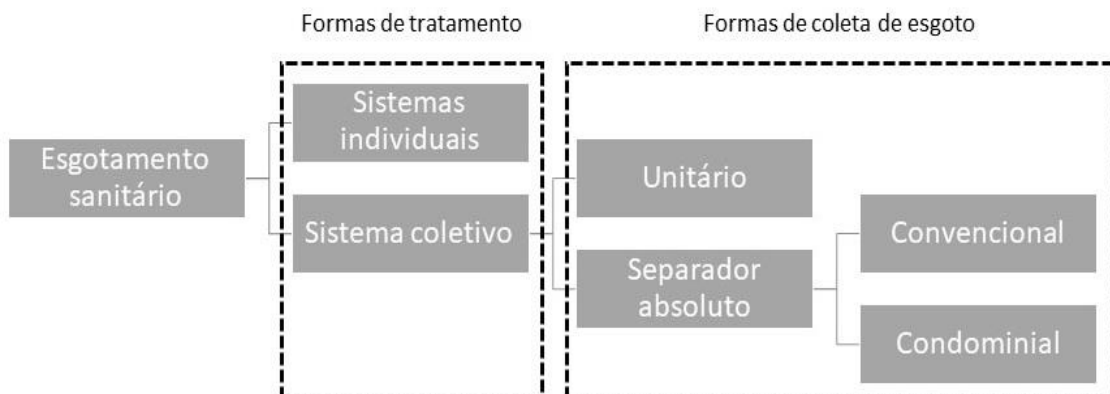 Formas de tratamento
Formas de coleta de esgoto
Esgotamento
sanitário
Sistemas
individuais
Sistema coletivo
Unitário
Separador
absoluto
Convencional
Condominial